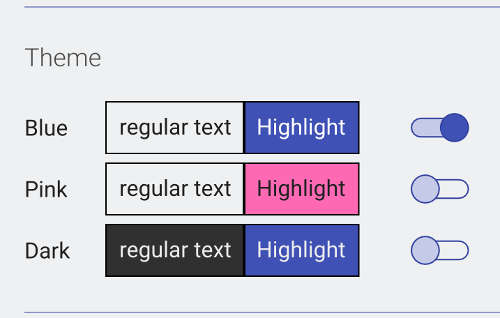 Theme
Blue regular text Highlight
Pink regular text Highlight
Dark regular text Highlight